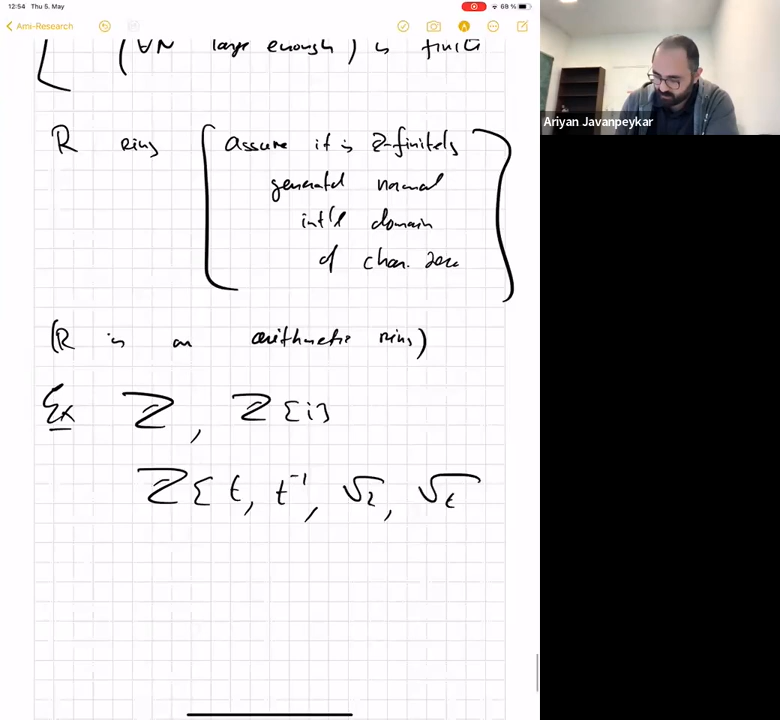 12:54 Thu 5. May
68 %
Ami-Research
(∀N large enough) is finite
Ariyan Javanpeykar
R ring (assume it is Z-finitely
generated normal
int'l domain
of char. zero
(R is an arithmetic ring)
Ex Z, Z[i]
Z[t, t⁻¹, √2, √t